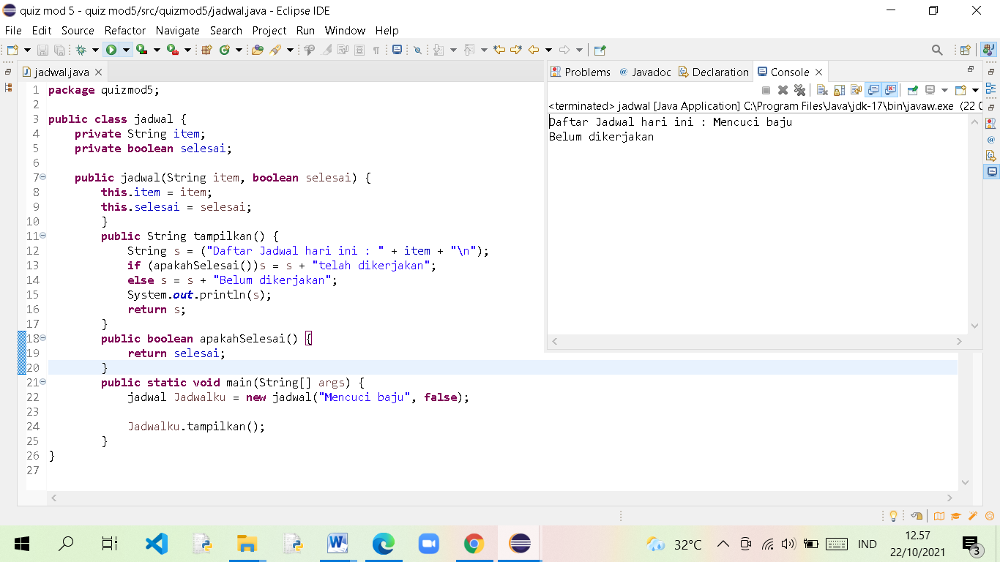 quiz mod 5 - quiz mod5/src/quizmod5/jadwal.java - Eclipse IDE
File Edit Source Refactor Navigate Search Project Run Window Help
jadwal.java
1 package quizmod5;
2
3 public class jadwal {
4     private String item;
5     private boolean selesai;
6
7     public jadwal(String item, boolean selesai) {
8         this.item = item;
9         this.selesai = selesai;
10         }
11         public String tampilkan() {
12             String s = ("Daftar Jadwal hari ini : " + item + "\n");
13             if (apakahSelesai())s = s + "telah dikerjakan";
14             else s = s + "Belum dikerjakan";
15             System.out.println(s);
16             return s;
17         }
18         public boolean apakahSelesai() {
19             return selesai;
20         }
21         public static void main(String[] args) {
22             jadwal Jadwalku = new jadwal("Mencuci baju", false);
23
24             Jadwalku.tampilkan();
25         }
26 }
27
Problems Javadoc Declaration Console
<terminated> jadwal [Java Application] C:\Program Files\Java\jdk-17\bin\javaw.exe (22 O
Daftar Jadwal hari ini : Mencuci baju
Belum dikerjakan
32°C IND 12.57
22/10/2021 3